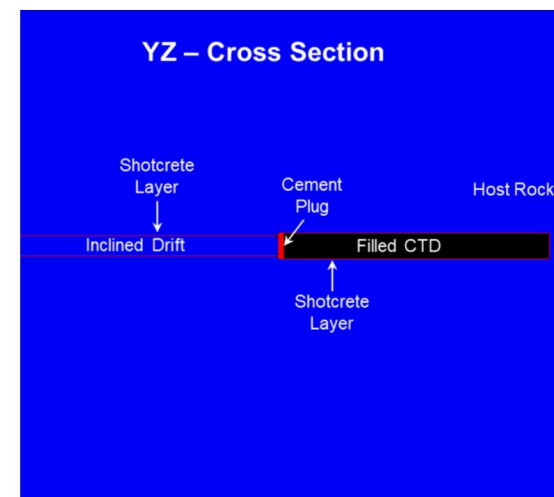 YZ – Cross Section
Shotcrete
Layer
Cement
Plug
Host Rock
Inclined Drift
Filled CTD
Shotcrete
Layer